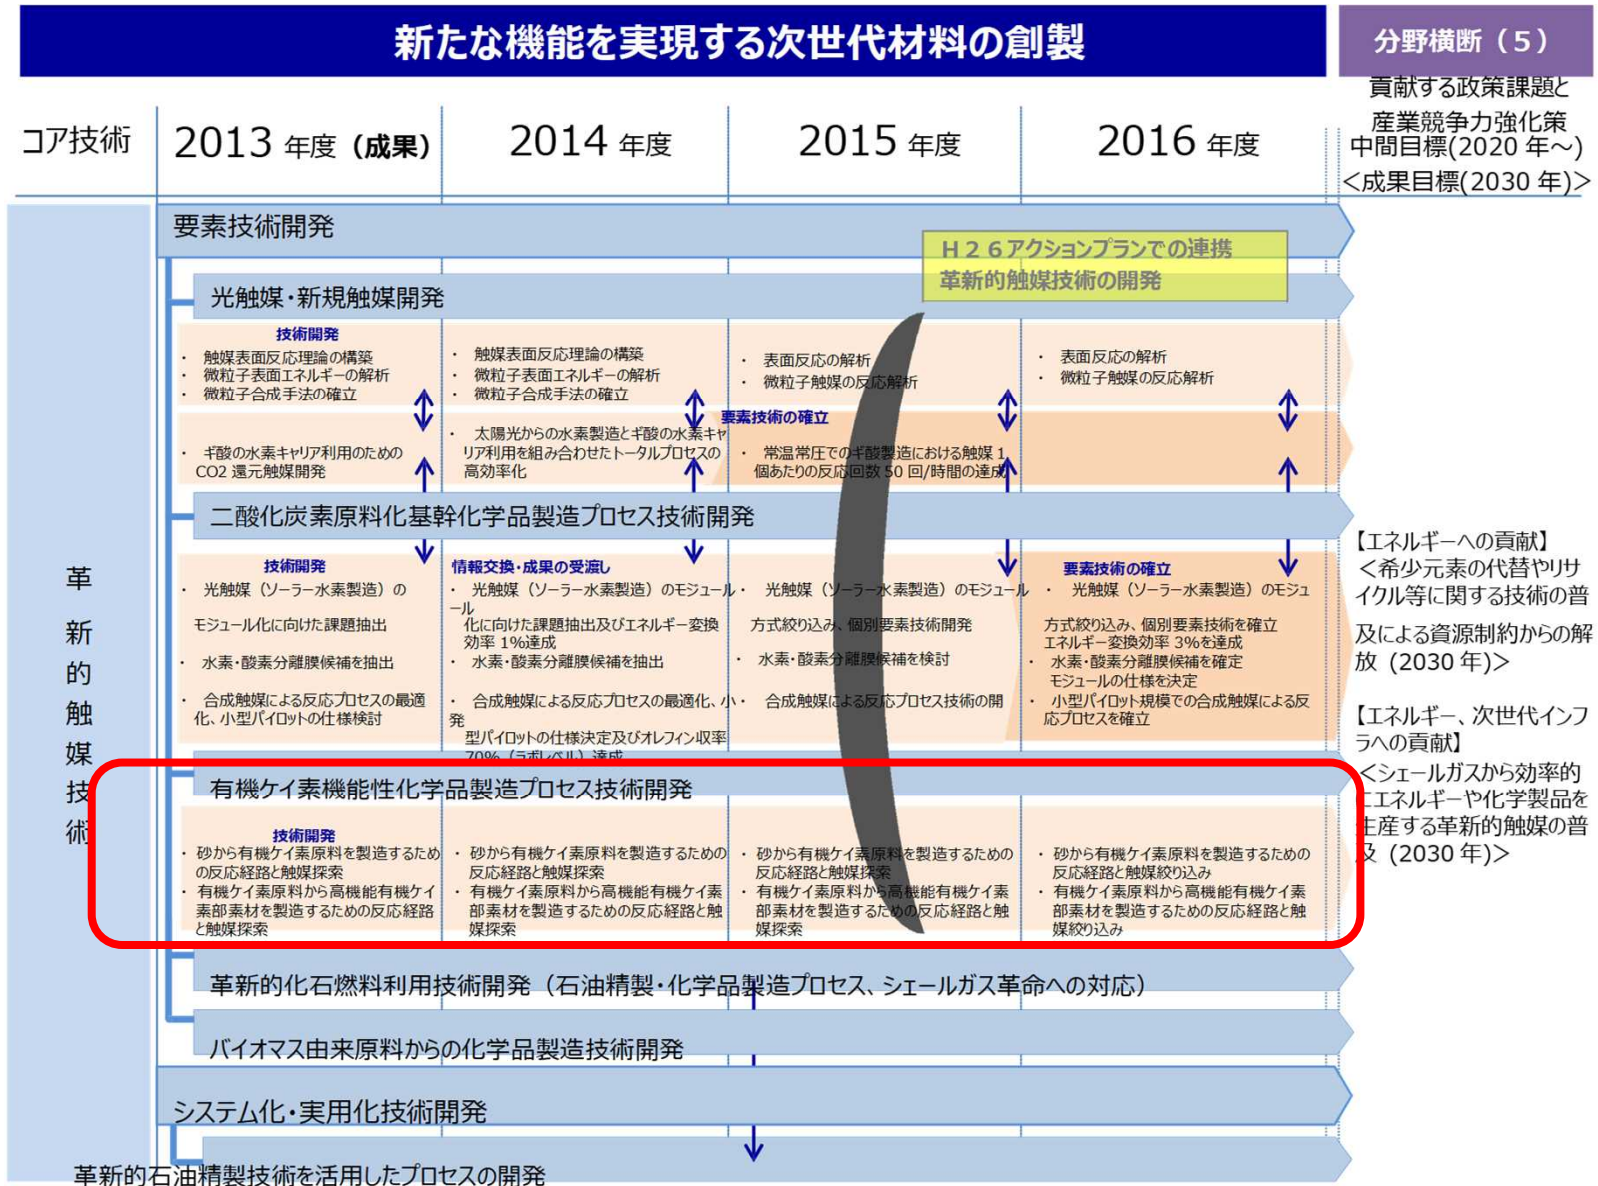 新たな機能を実現する次世代材料の創製
分野横断（５）
コア技術
2013 年度（成果）
2014 年度
2015 年度
2016 年度
貢献する政策課題と
産業競争力強化策
中間目標(2020 年～)
＜成果目標(2030 年)＞
革新的触媒技術
要素技術開発
Ｈ２６アクションプランでの連携
革新的触媒技術の開発
光触媒・新規触媒開発
技術開発
・ 触媒表面反応理論の構築
・ 微粒子表面エネルギーの解析
・ 微粒子合成手法の確立
・ 触媒表面反応理論の構築
・ 微粒子表面エネルギーの解析
・ 微粒子合成手法の確立
・ 表面反応の解析
・ 微粒子触媒の反応解析
・ 表面反応の解析
・ 微粒子触媒の反応解析
・ ギ酸の水素キャリア利用のための
CO2 還元触媒開発
・ 太陽光からの水素製造とギ酸の水素キャ
リア利用を組み合わせたトータルプロセスの
高効率化
要素技術の確立
・ 常温常圧でのギ酸製造における触媒 1
個あたりの反応回数 50 回/時間の達成
二酸化炭素原料化基幹化学品製造プロセス技術開発
技術開発
・ 光触媒（ソーラー水素製造）の
モジュール化に向けた課題抽出
・ 水素・酸素分離膜候補を抽出
・ 合成触媒による反応プロセスの最適
化、小型パイロットの仕様検討
情報交換・成果の受渡し
・ 光触媒（ソーラー水素製造）のモジュール
ール
化に向けた課題抽出及びエネルギー変換
効率 1%達成
・ 水素・酸素分離膜候補を抽出
・ 合成触媒による反応プロセスの最適化、小
発
型パイロットの仕様決定及びオレフィン収率
70%（ラボレベル）達成
・ 光触媒（ソーラー水素製造）のモジュール
方式絞り込み、個別要素技術開発
・ 水素・酸素分離膜候補を検討
・ 合成触媒による反応プロセス技術の開
要素技術の確立
・ 光触媒（ソーラー水素製造）のモジュ
方式絞り込み、個別要素技術を確立
エネルギー変換効率 3%を達成
・ 水素・酸素分離膜候補を確定
モジュールの仕様を決定
・ 小型パイロット規模での合成触媒による反
応プロセスを確立
【エネルギーへの貢献】
＜希少元素の代替やリサ
イクル等に関する技術の普
及による資源制約からの解
放 (2030 年)＞
【エネルギー、次世代インフ
ラへの貢献】
＜シェールガスから効率的
にエネルギーや化学製品を
生産する革新的触媒の普
及 (2030 年)＞
有機ケイ素機能性化学品製造プロセス技術開発
技術開発
・ 砂から有機ケイ素原料を製造するため
の反応経路と触媒探索
・ 有機ケイ素原料から高機能有機ケイ
素部素材を製造するための反応経路
と触媒探索
・ 砂から有機ケイ素原料を製造するための
反応経路と触媒探索
・ 有機ケイ素原料から高機能有機ケイ素
部素材を製造するための反応経路と触
媒探索
・ 砂から有機ケイ素原料を製造するための
反応経路と触媒探索
・ 有機ケイ素原料から高機能有機ケイ素
部素材を製造するための反応経路と触
媒探索
・ 砂から有機ケイ素原料を製造するための
反応経路と触媒絞り込み
・ 有機ケイ素原料から高機能有機ケイ素
部素材を製造するための反応経路と触
媒絞り込み
革新的化石燃料利用技術開発（石油精製・化学品製造プロセス、シェールガス革命への対応）
バイオマス由来原料からの化学品製造技術開発
システム化・実用化技術開発
革新的石油精製技術を活用したプロセスの開発